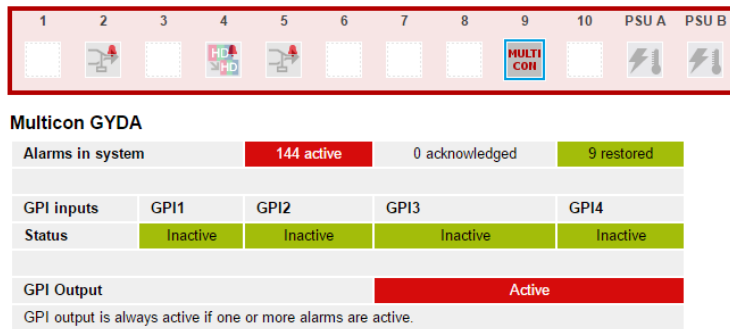 1 2 3 4 5 6 7 8 9 10 PSU A PSU B
HD HD
MULTI CON
Multicon GYDA
Alarms in system 144 active 0 acknowledged 9 restored
GPI inputs GPI1 GPI2 GPI3 GPI4
Status Inactive Inactive Inactive Inactive
GPI Output Active
GPI output is always active if one or more alarms are active.